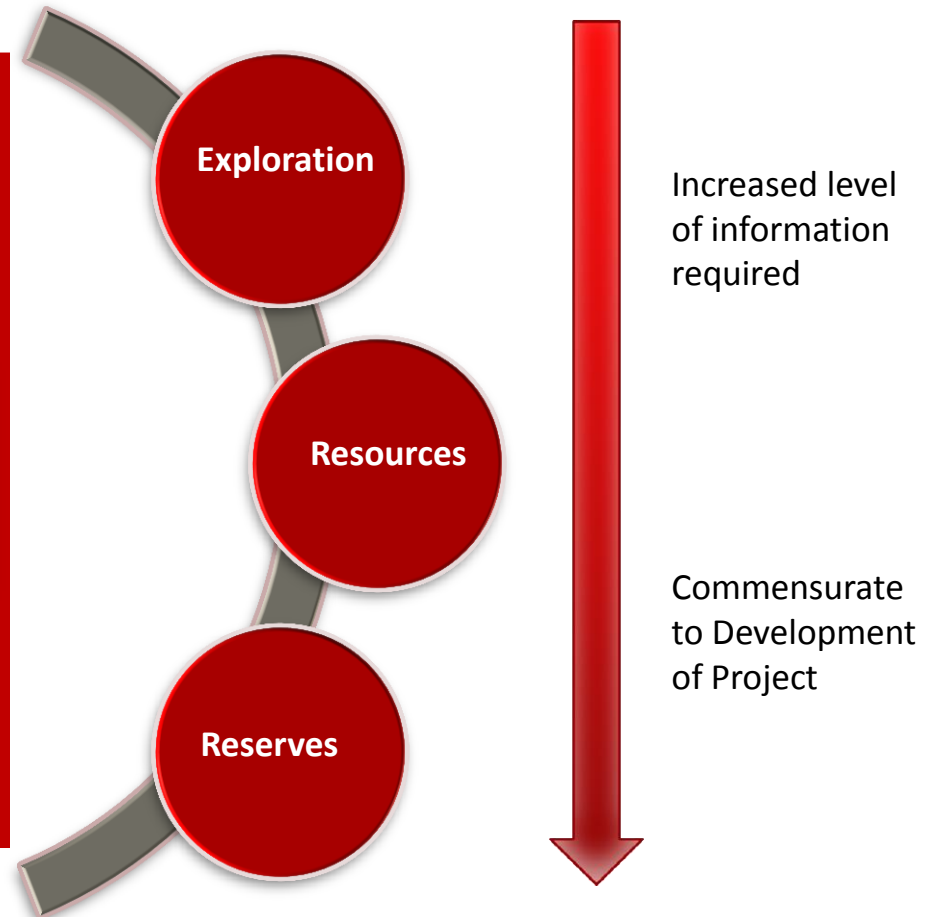 Exploration
Increased level
of information
required
Resources
Commensurate
to Development
of Project
Reserves